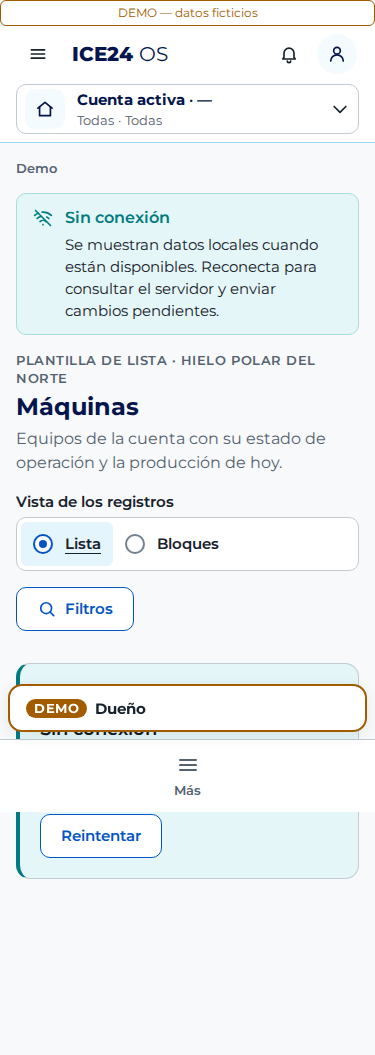 DEMO — datos ficticios
ICE24 OS
Cuenta activa · —
Todas · Todas
Demo
Sin conexión
Se muestran datos locales cuando
están disponibles. Reconecta para
consultar el servidor y enviar
cambios pendientes.
PLANTILLA DE LISTA · HIELO POLAR DEL
NORTE
Máquinas
Equipos de la cuenta con su estado de
operación y la producción de hoy.
Vista de los registros
Lista
Bloques
Filtros
DEMO Dueño
Sin conexión
Más
Reintentar